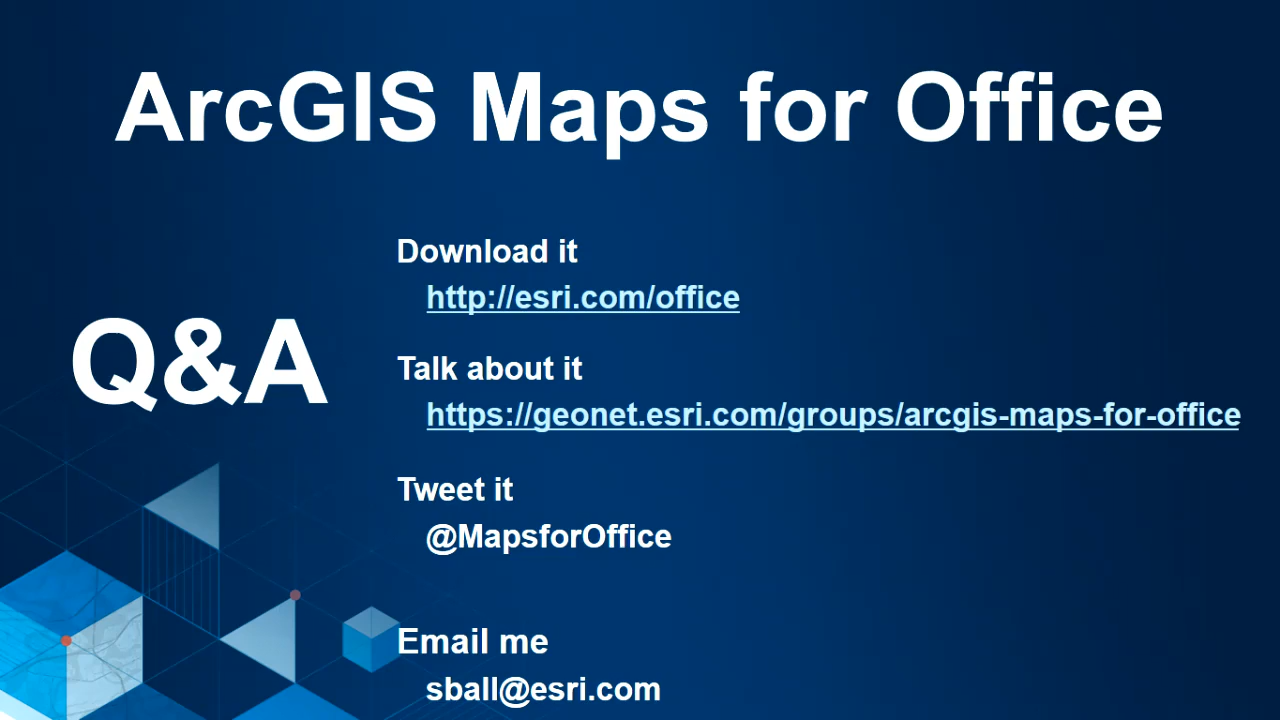 ArcGIS Maps for Office
Q&A
Download it
http://esri.com/office
Talk about it
https://geonet.esri.com/groups/arcgis-maps-for-office
Tweet it
@MapsforOffice
Email me
sball@esri.com